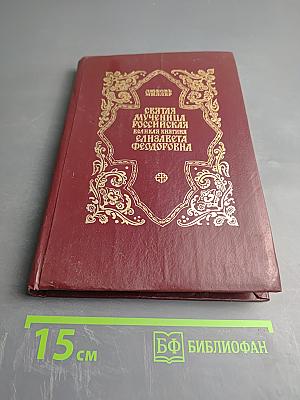 СВЯТАЯ
МУЧЕНИЦА
РОССИЙСКАЯ
ВЕЛИКАЯ КНЯГИНЯ
ЕЛИЗАВЕТА
ФЕОДОРОВНА
15 см
БФ БИБЛИОФАН